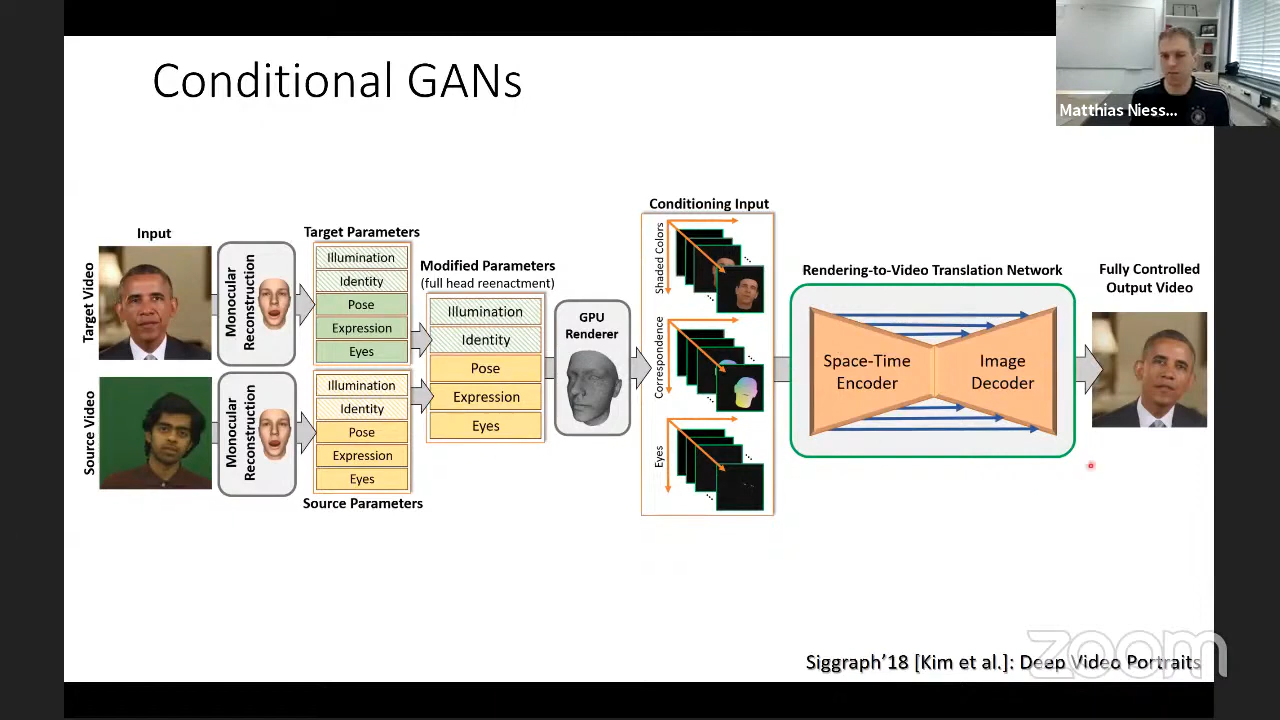 Conditional GANs
Matthias Niess...
Input
Target Video
Source Video
Monocular
Reconstruction
Monocular
Reconstruction
Target Parameters
Illumination
Identity
Pose
Expression
Eyes
Illumination
Identity
Pose
Expression
Eyes
Source Parameters
Modified Parameters
(full head reenactment)
Illumination
Identity
Pose
Expression
Eyes
GPU
Renderer
Conditioning Input
Shaded Colors
Correspondence
Eyes
Rendering-to-Video Translation Network
Space-Time
Encoder
Image
Decoder
Fully Controlled
Output Video
Siggraph'18 [Kim et al.]: Deep Video Portraits
zoom